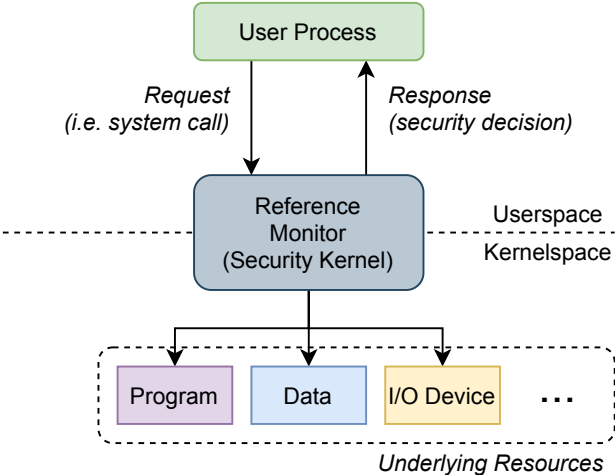 User Process
Request
(i.e. system call)
Response
(security decision)
Reference
Monitor
(Security Kernel)
Userspace
Kernelspace
Program
Data
I/O Device
...
Underlying Resources